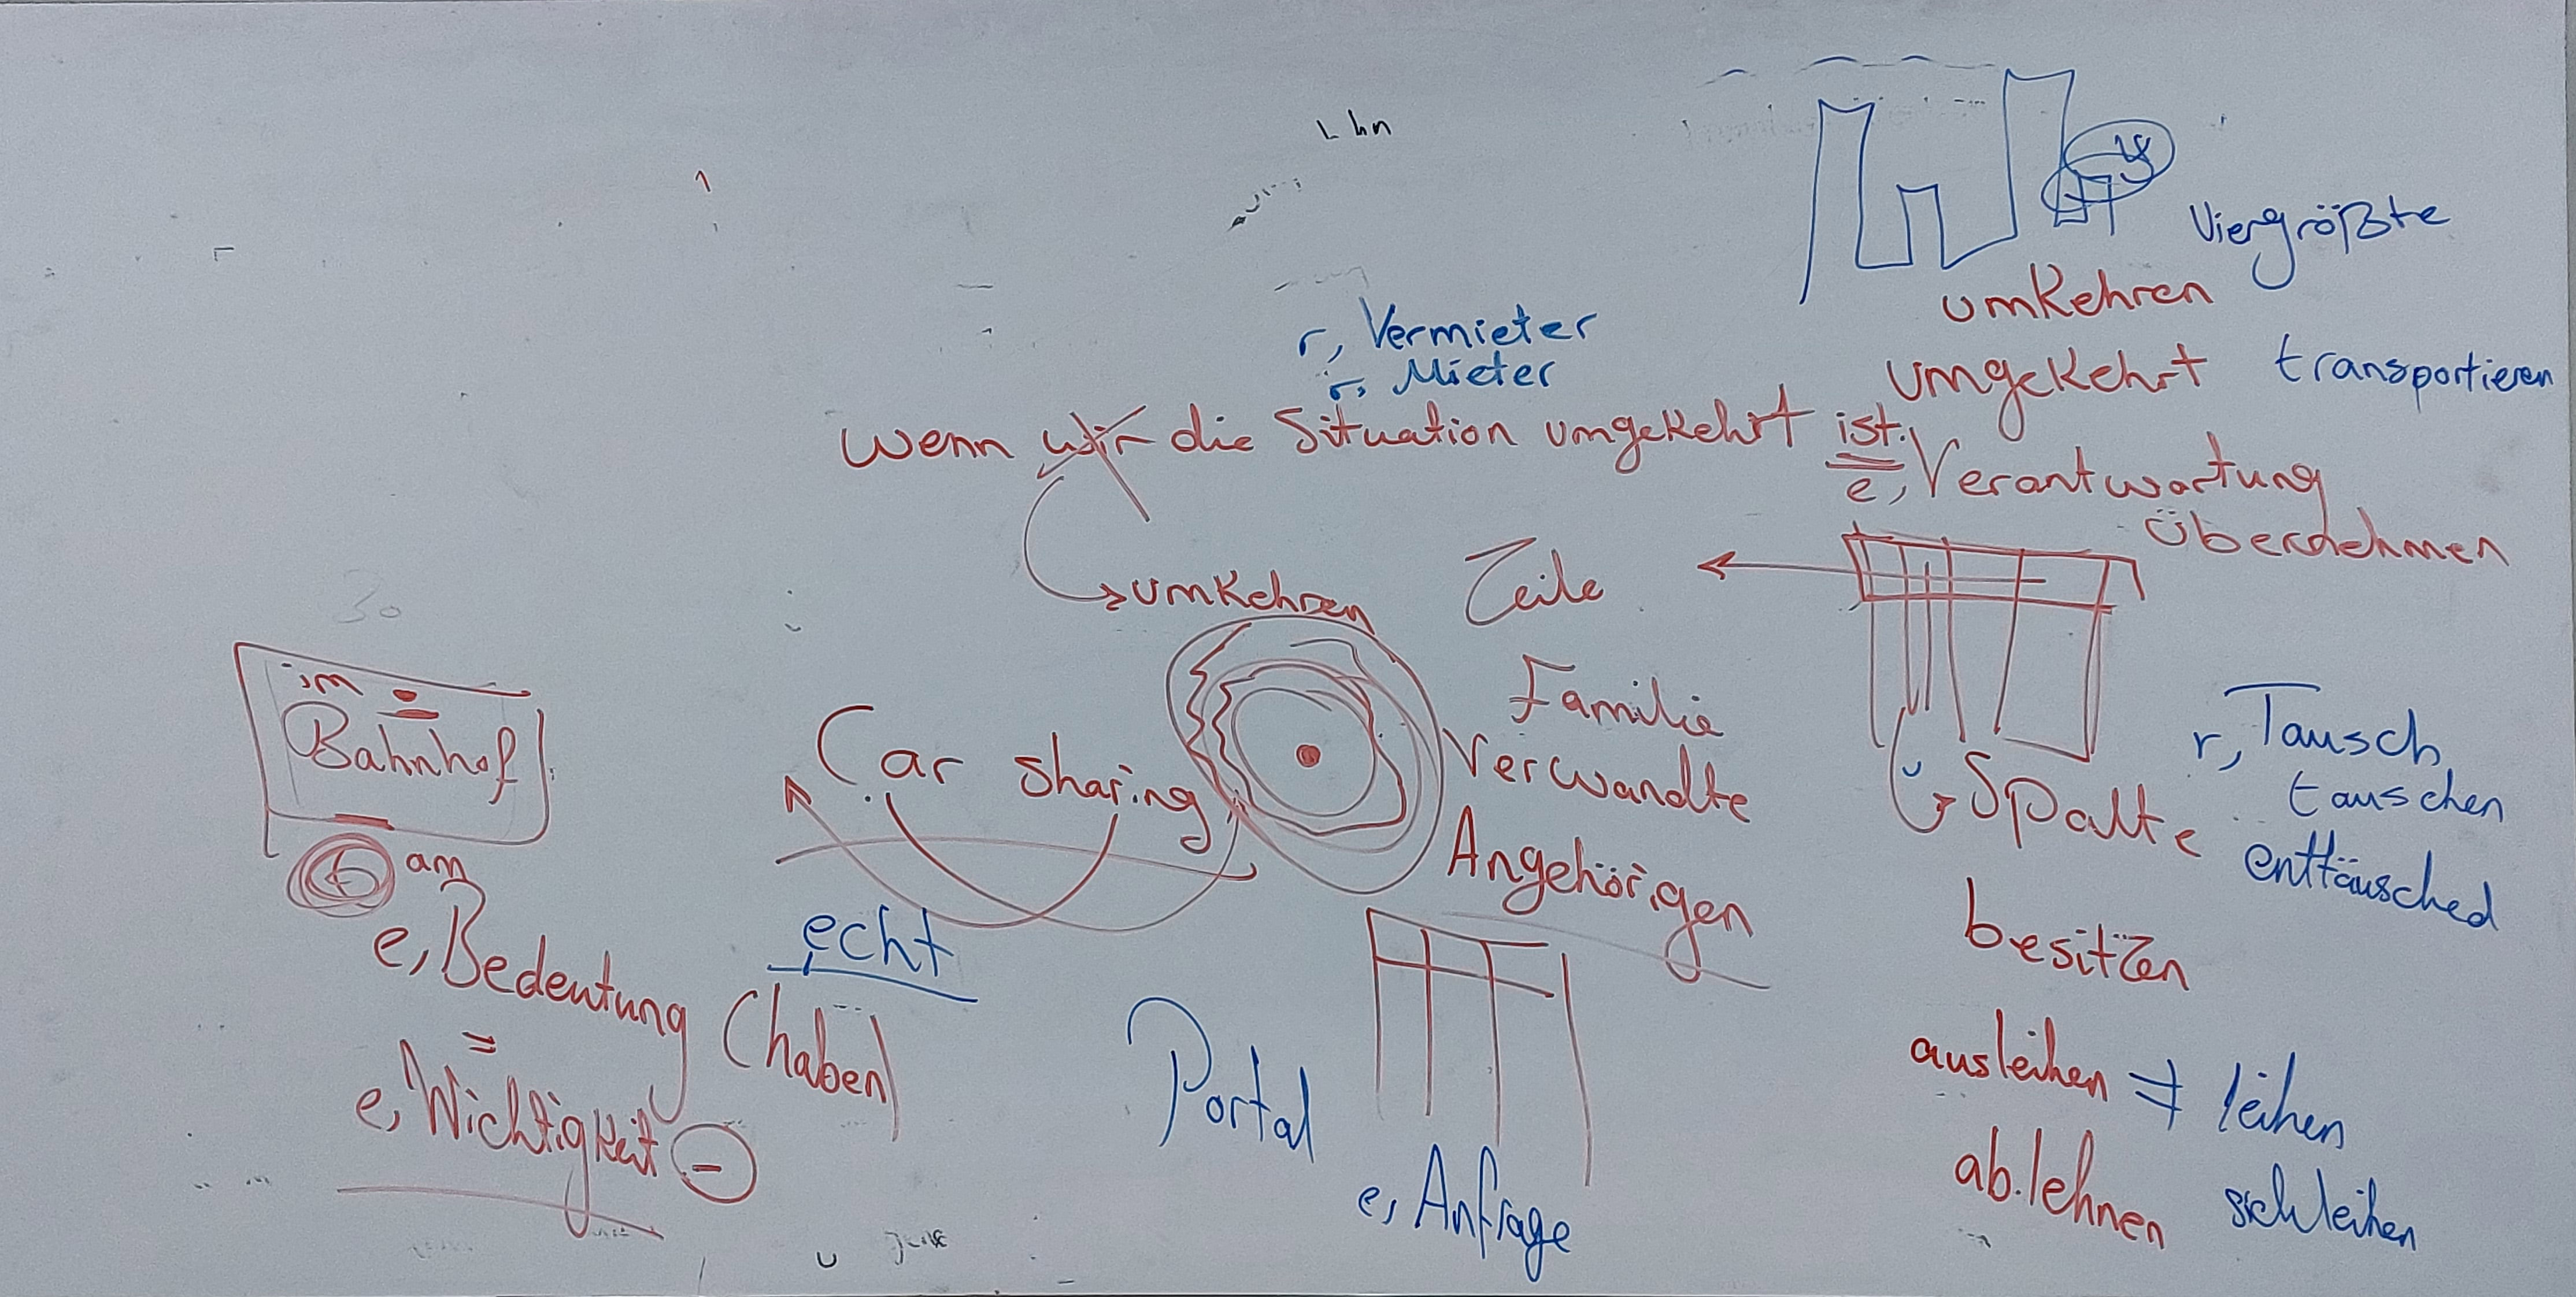 Viergrößte
umkehren
umgekehrt
transportieren
r, Vermieter
r, Mieter
wenn wir die Situation umgekehrt ist.
e, Verantwortung
übernehmen
umkehren
Zeile
Familie
Verwandte
Angehörigen
Spalte
r, Tausch
tauschen
enttäusched
im
Bahnhof
am
Car sharing
echt
e, Bedeutung (haben)
=
e, Wichtigkeit -
Portal
e, Anfrage
besitzen
ausleihen ≠ leihen
ab.lehnen
sich leihen
30